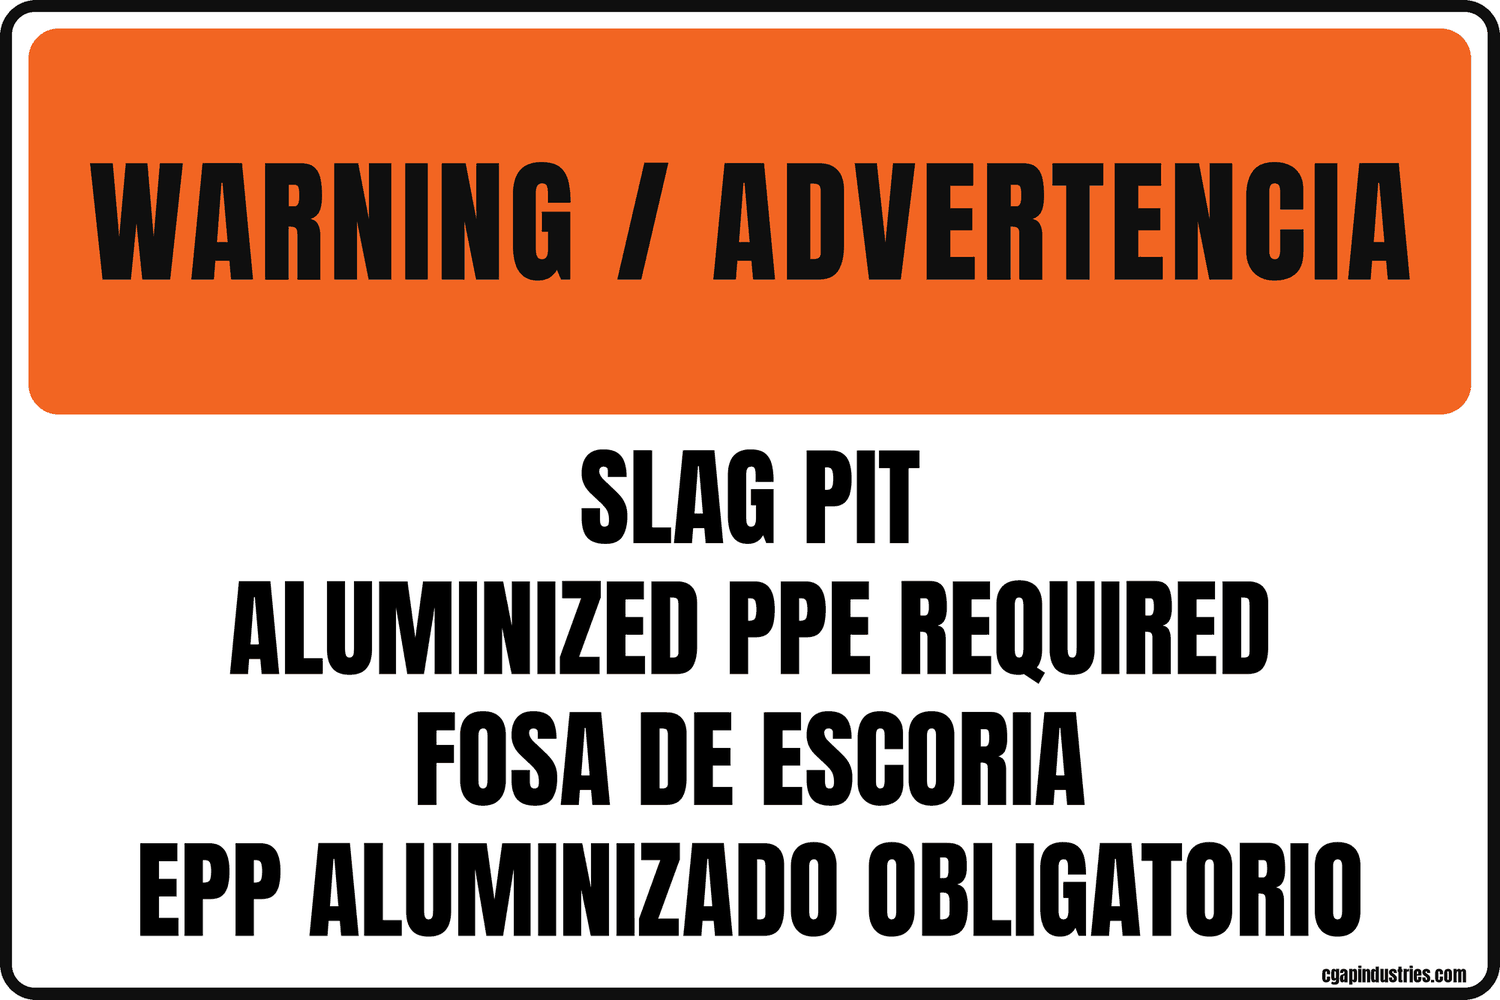 WARNING / ADVERTENCIA
SLAG PIT
ALUMINIZED PPE REQUIRED
FOSA DE ESCORIA
EPP ALUMINIZADO OBLIGATORIO
cgapindustries.com